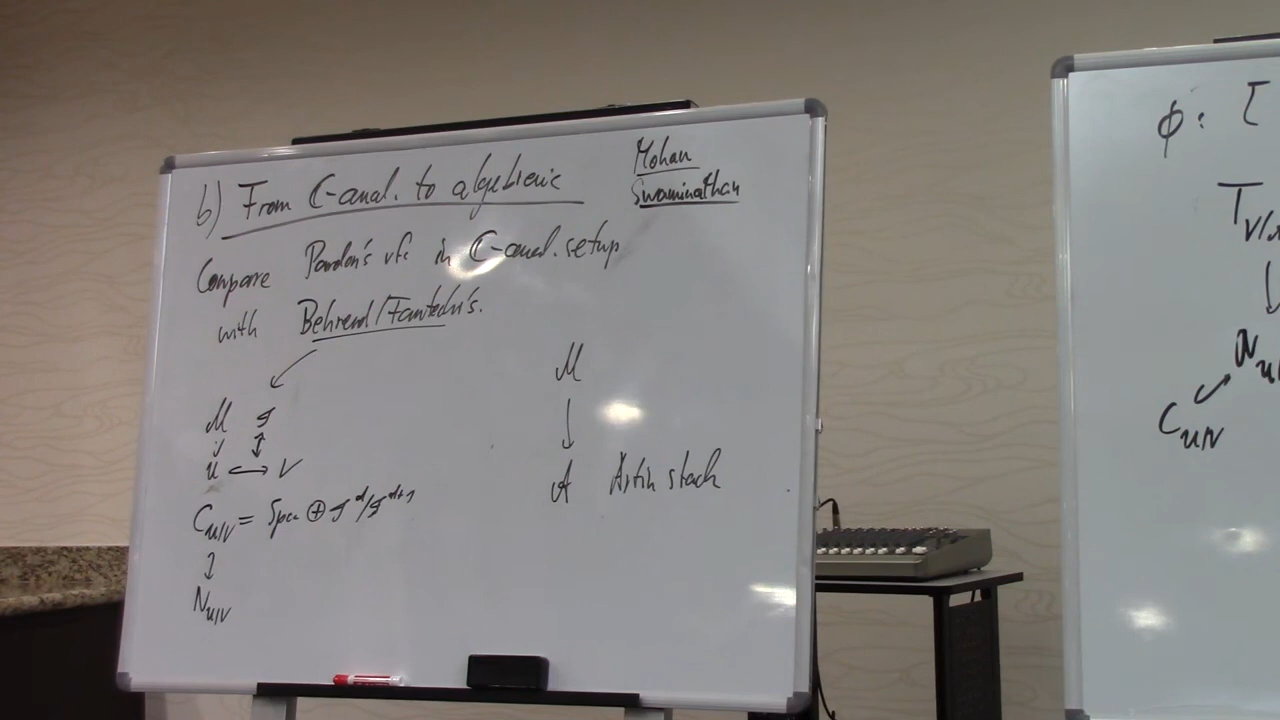 b) From ℂ-anal. to algebraic
Mohan
Swaminathan
Compare Pardon's vfc in ℂ-anal. setup
with Behrend/Fantechi's.
M 𝒥
∪ ↕
U ↪ V
C_{U/V} = Spec ⊕ 𝒥^d/𝒥^{d+1}
↓
N_{U/V}
M
↓
A Artin stack
φ: [
T_{V/
↓
N_{U/
↗
C_{U/V}